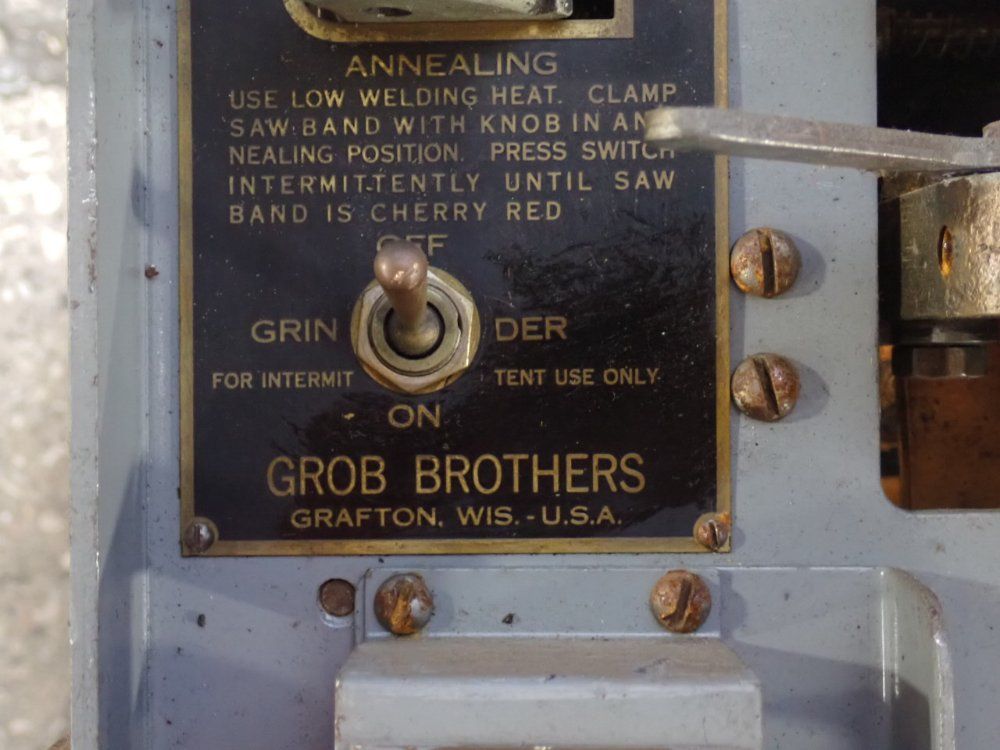 ANNEALING
USE LOW WELDING HEAT. CLAMP
SAW BAND WITH KNOB IN AN
NEALING POSITION. PRESS SWITCH
INTERMITTENTLY UNTIL SAW
BAND IS CHERRY RED
OFF
GRIN DER
FOR INTERMIT TENT USE ONLY
ON
GROB BROTHERS
GRAFTON, WIS. - U.S.A.